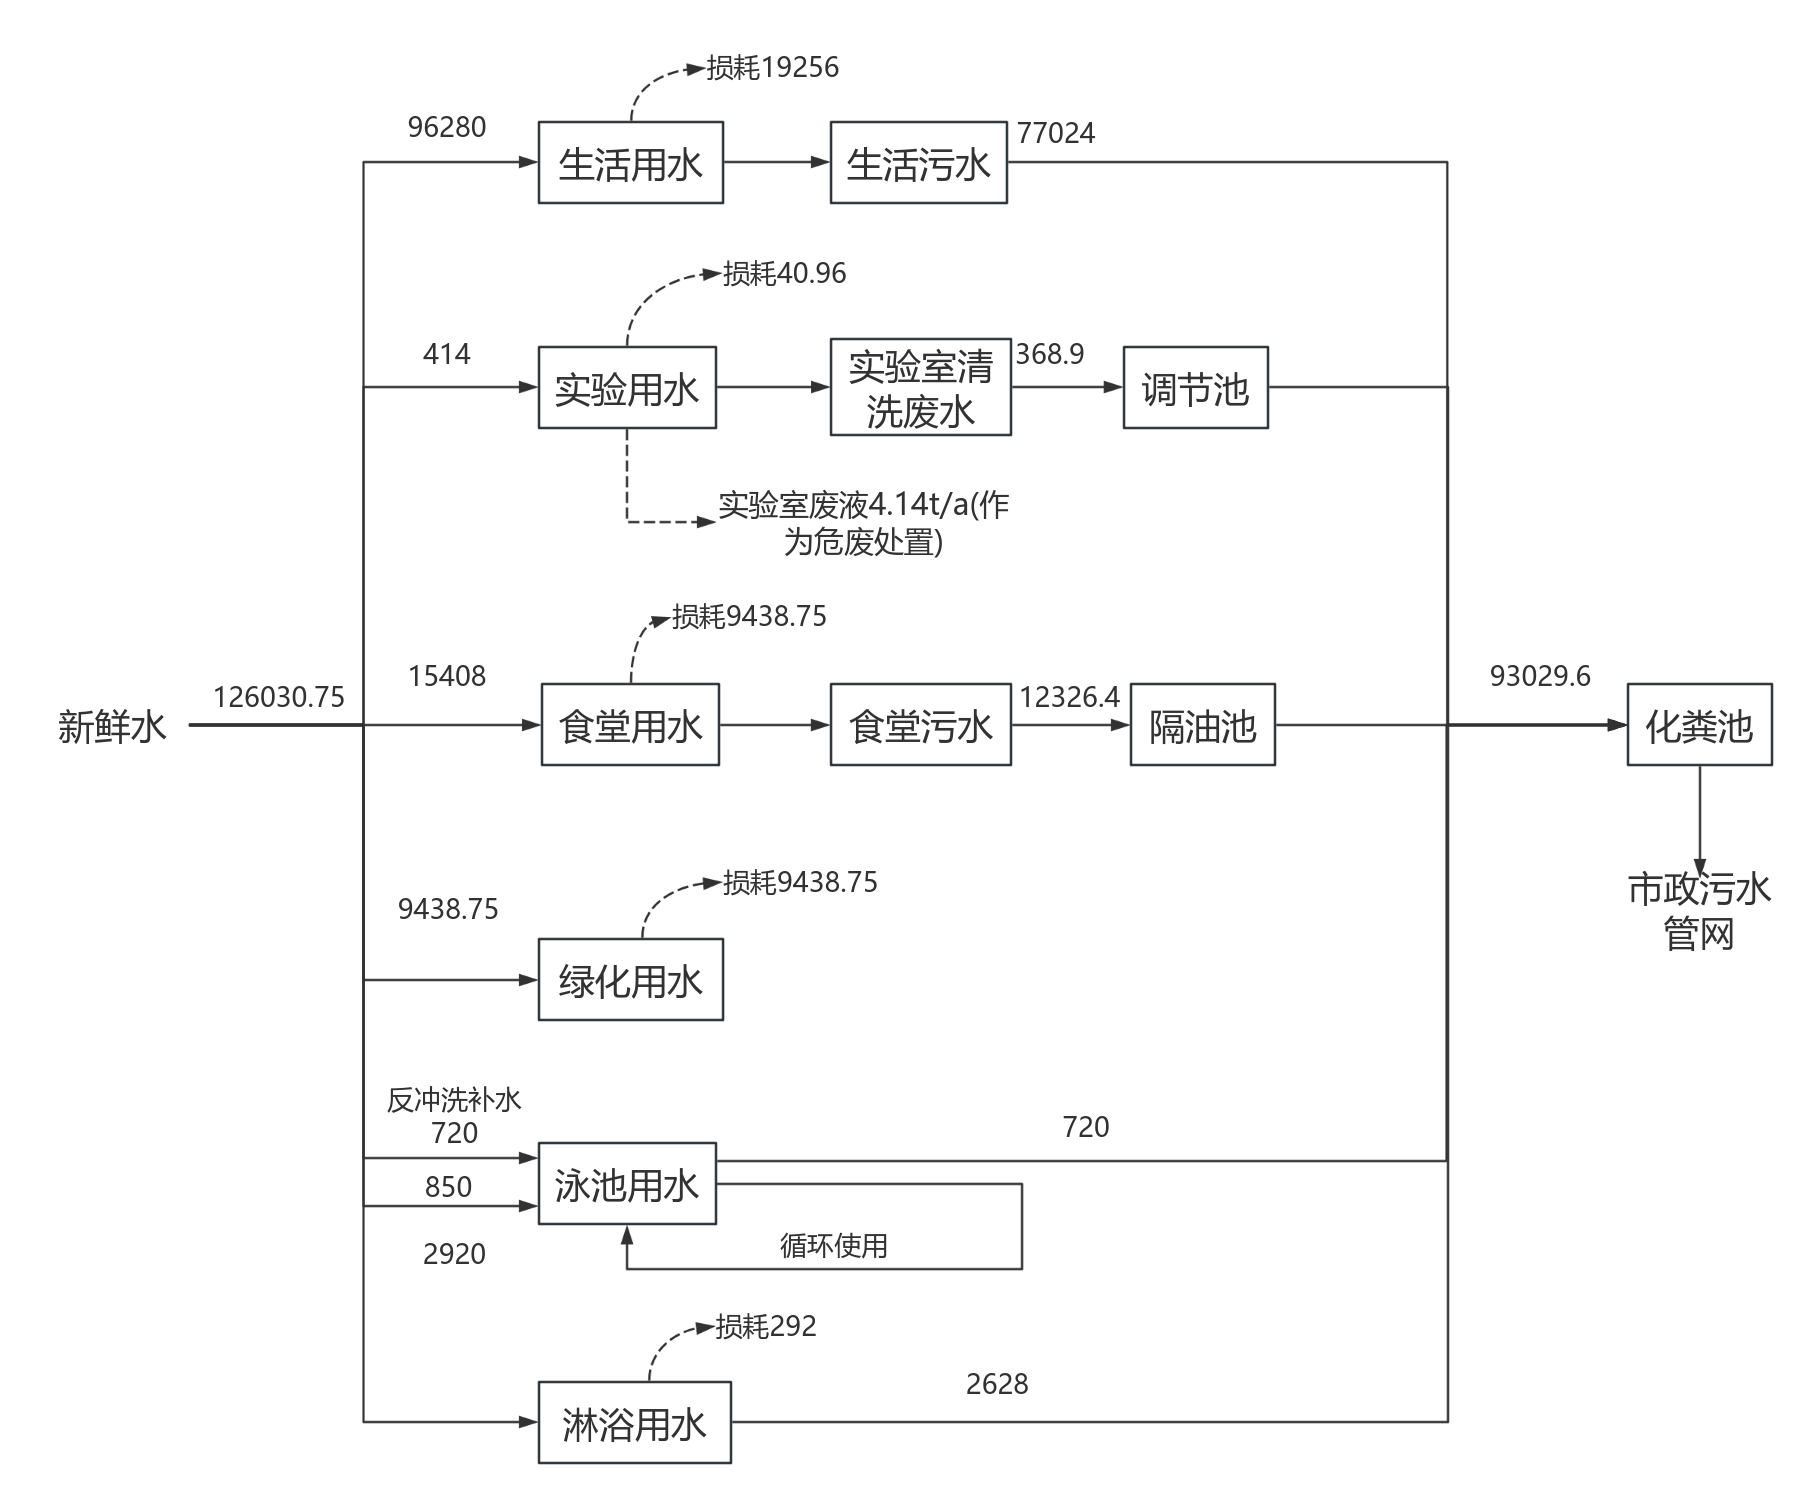 损耗19256
96280
生活用水
生活污水
77024
损耗40.96
414
实验用水
实验室清
洗废水
368.9
调节池
实验室废液4.14t/a(作
为危废处置)
损耗9438.75
新鲜水
126030.75
15408
食堂用水
食堂污水
12326.4
隔油池
93029.6
化粪池
市政污水
管网
损耗9438.75
9438.75
绿化用水
反冲洗补水
720
850
泳池用水
720
循环使用
2920
损耗292
淋浴用水
2628